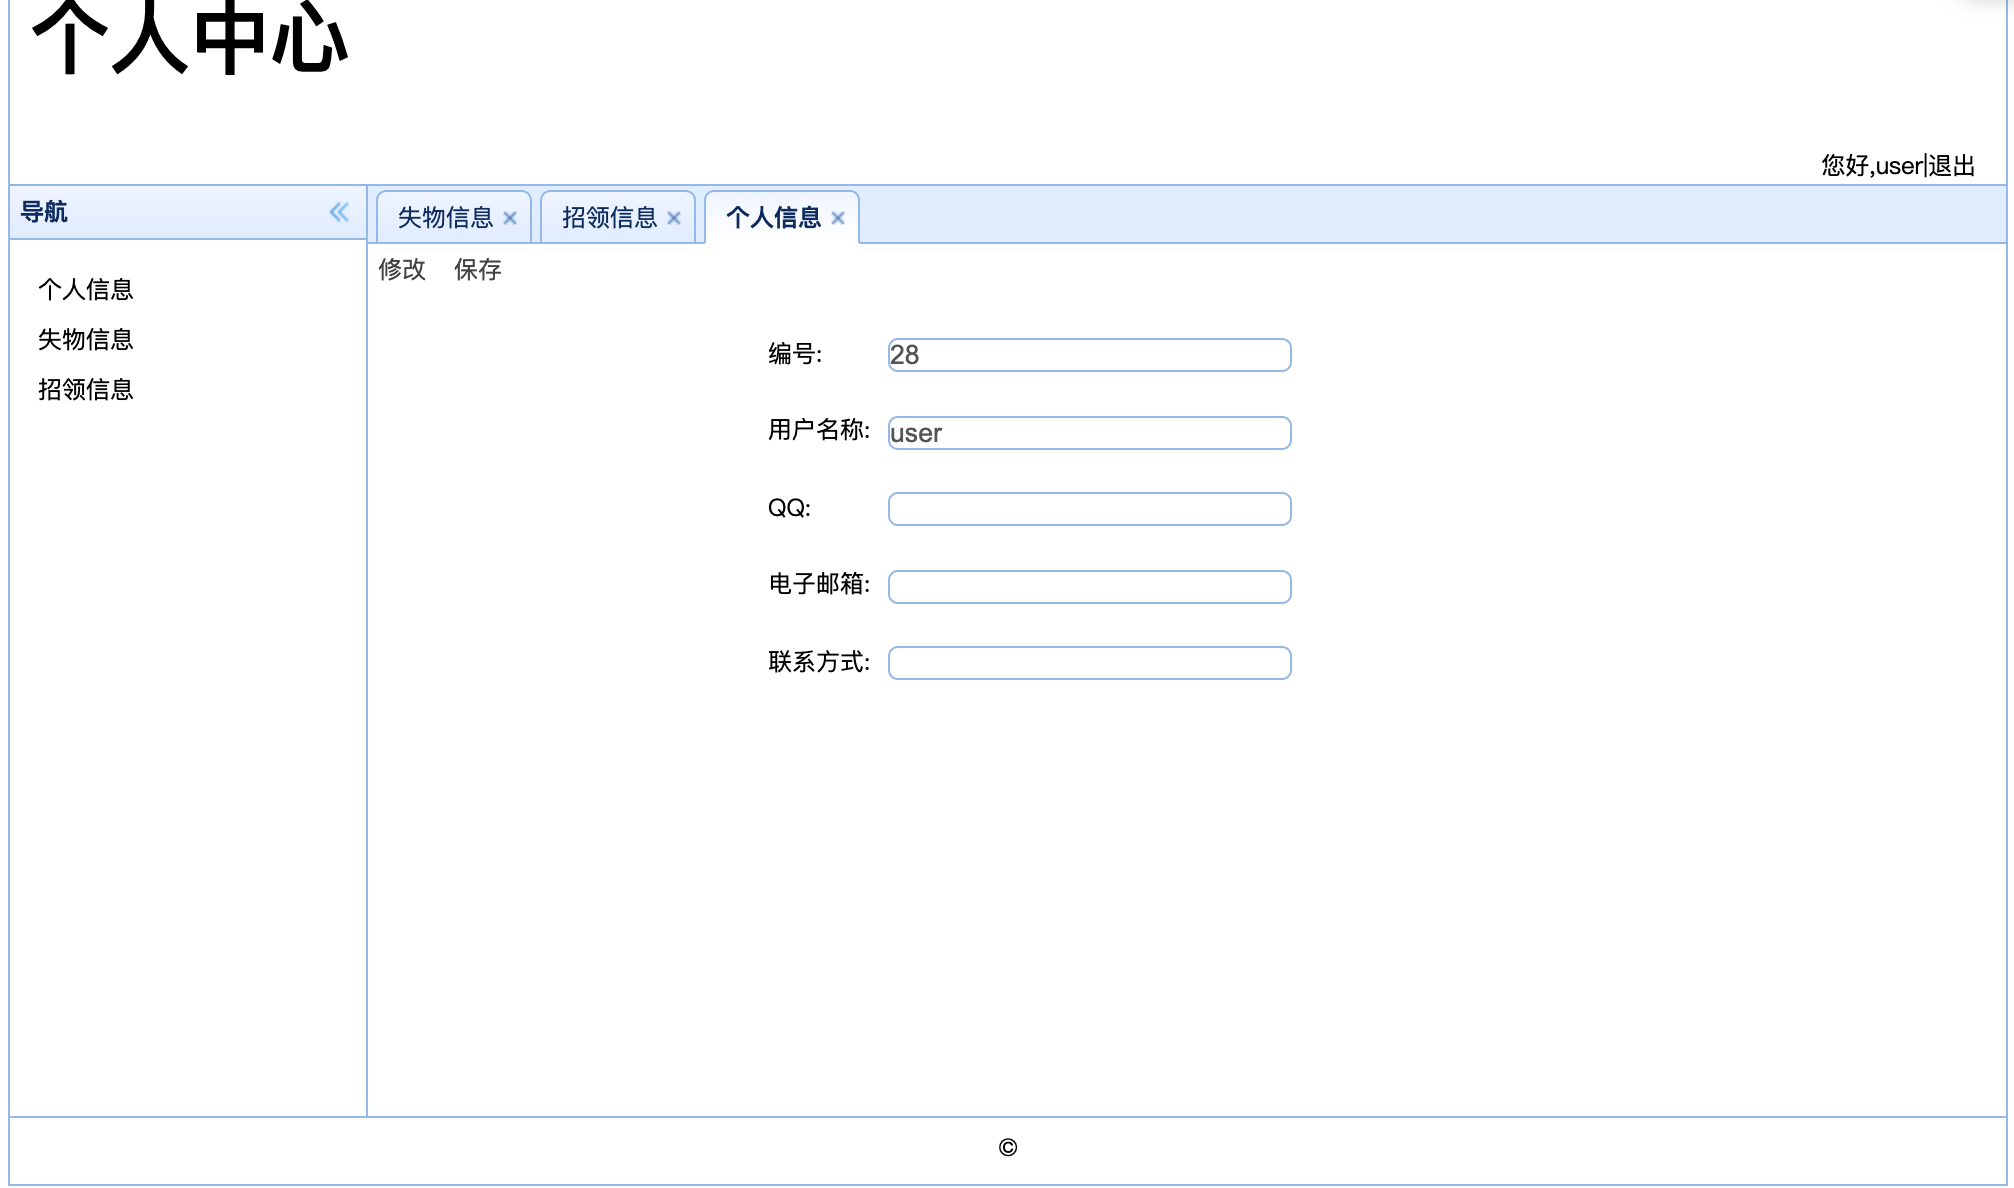 个人中心
您好,user|退出
导航
失物信息 招领信息 个人信息
修改 保存
个人信息
失物信息
招领信息
编号: 28
用户名称: user
QQ:
电子邮箱:
联系方式:
©